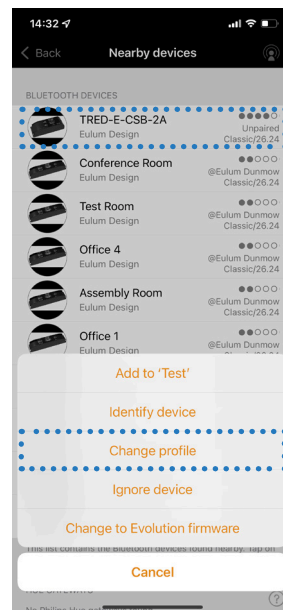 14:32
Back
Nearby devices
BLUETOOTH DEVICES
TRED-E-CSB-2A
Eulum Design
Unpaired
Classic/26.24
Conference Room
Eulum Design
@Eulum Dunmow
Classic/26.24
Test Room
Eulum Design
@Eulum Dunmow
Classic/26.24
Office 4
Eulum Design
@Eulum Dunmow
Classic/26.24
Assembly Room
Eulum Design
@Eulum Dunmow
Classic/26.24
Office 1
Eulum Design
@Eulum Dunmow
Add to ‘Test’
Identify device
Change profile
Ignore device
Change to Evolution firmware
This list contains the Bluetooth devices found nearby. Tap on
Cancel
?